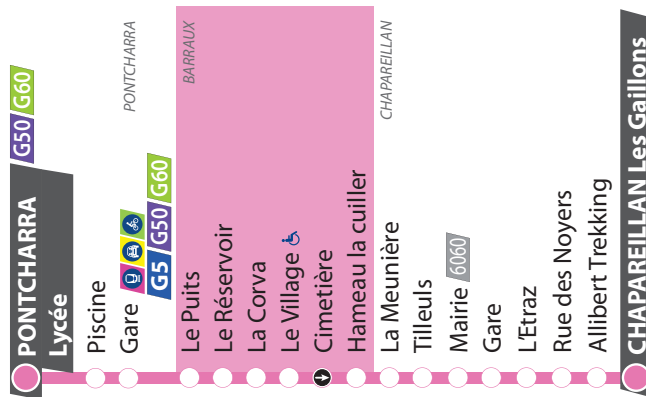 PONTCHARRA G50 G60
Lycée
Piscine
Gare
G5 G50 G60
PONTCHARRA
BARRAUX
Le Puits
Le Réservoir
La Corva
Le Village
Cimetière
Hameau la cuiller
CHAPAREILLAN
La Meunière
Tilleuls
Mairie 6060
Gare
L'Etraz
Rue des Noyers
Allibert Trekking
CHAPAREILLAN Les Gaillons